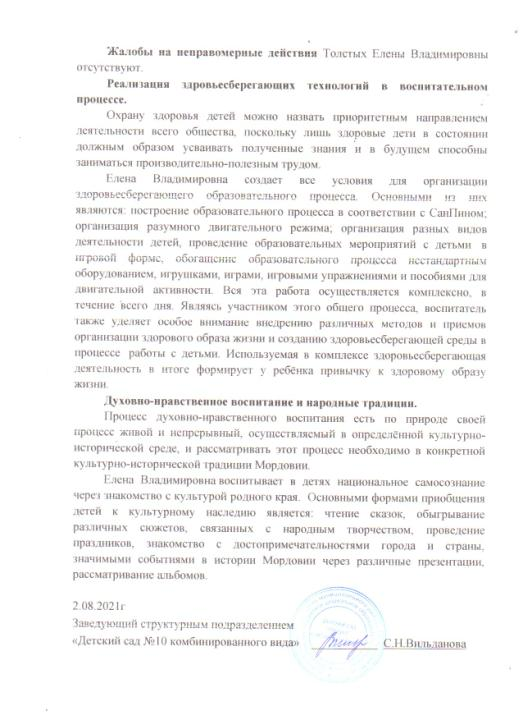 Жалобы на неправомерные действия Толстых Елены Владимировны
отсутствуют.
Реализация здровьесберегающих технологий в воспитательном
процессе.
Охрану здоровья детей можно назвать приоритетным направлением
деятельности всего общества, поскольку лишь здоровые дети в состоянии
должным образом усваивать полученные знания и в будущем способны
заниматься производительно-полезным трудом.
Елена Владимировна создает все условия для организации
здоровьесберегающего образовательного процесса. Основными из них
являются: построение образовательного процесса в соответствии с СанПином;
организация разумного двигательного режима; организация разных видов
деятельности детей, проведение образовательных мероприятий с детьми в
игровой форме, обогащение образовательного процесса нестандартным
оборудованием, игрушками, играми, игровыми упражнениями и пособиями для
двигательной активности. Вся эта работа осуществляется комплексно, в
течение всего дня. Являясь участником этого общего процесса, воспитатель
также уделяет особое внимание внедрению различных методов и приемов
организации здорового образа жизни и созданию здоровьесберегающей среды в
процессе работы с детьми. Используемая в комплексе здоровьесберегающая
деятельность в итоге формирует у ребёнка привычку к здоровому образу
жизни.
Духовно-нравственное воспитание и народные традиции.
Процесс духовно-нравственного воспитания есть по природе своей
процесс живой и непрерывный, осуществляемый в определённой культурно-
исторической среде, и рассматривать этот процесс необходимо в конкретной
культурно-исторической традиции Мордовии.
Елена Владимировна воспитывает в детях национальное самосознание
через знакомство с культурой родного края. Основными формами приобщения
детей к культурному наследию является: чтение сказок, обыгрывание
различных сюжетов, связанных с народным творчеством, проведение
праздников, знакомство с достопримечательностями города и страны,
значимыми событиями в истории Мордовии через различные презентации,
рассматривание альбомов.
2.08.2021г
Заведующий структурным подразделением
«Детский сад №10 комбинированного вида» С.Н.Вильданова